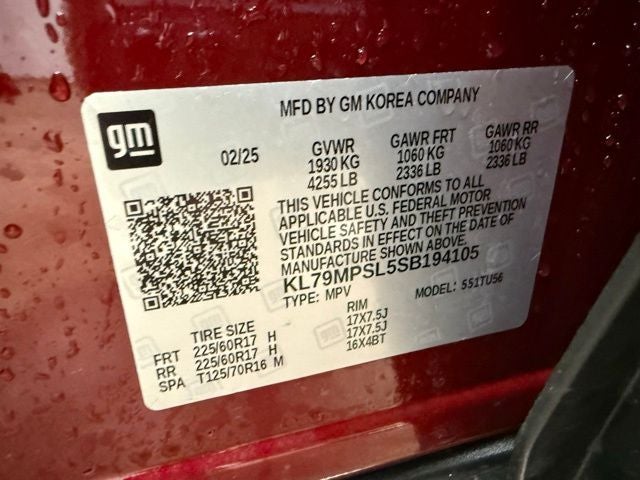 MFD BY GM KOREA COMPANY
gm
02/25
GVWR GAWR FRT GAWR RR
1930 KG 1060 KG 1060 KG
4255 LB 2336 LB 2336 LB
THIS VEHICLE CONFORMS TO ALL
APPLICABLE U.S. FEDERAL MOTOR
VEHICLE SAFETY AND THEFT PREVENTION
STANDARDS IN EFFECT ON THE DATE OF
MANUFACTURE SHOWN ABOVE.
KL79MPSL5SB194105
TYPE: MPV MODEL: 551TU56
TIRE SIZE RIM
FRT 225/60R17 H 17X7.5J
RR 225/60R17 H 17X7.5J
SPA T125/70R16 M 16X4BT